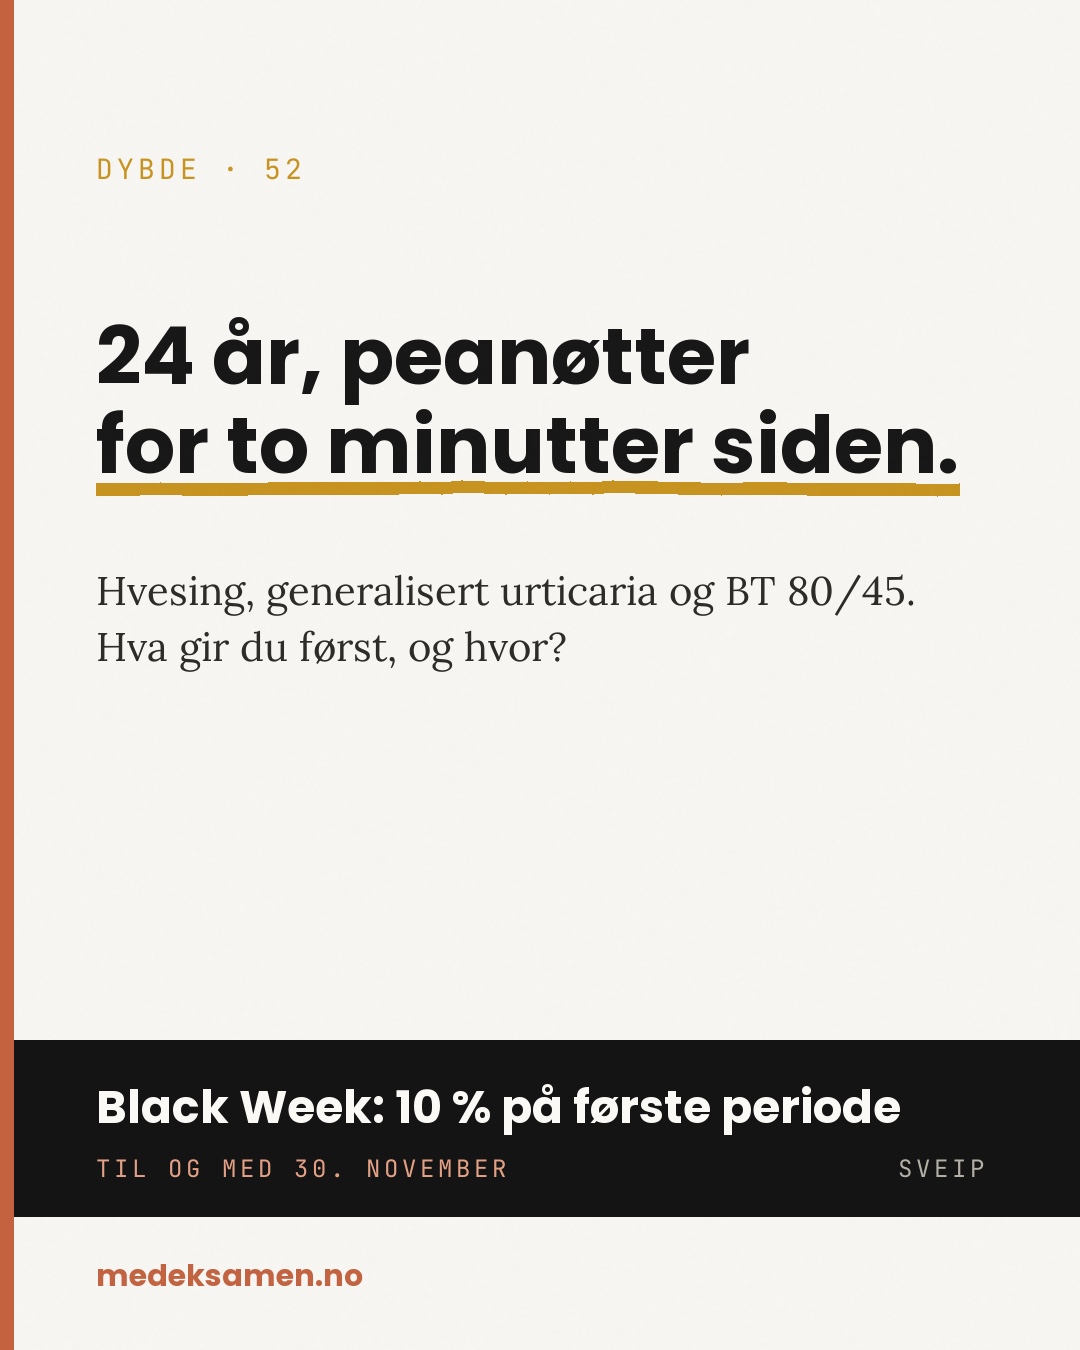 DYBDE · 52
24 år, peanøtter
for to minutter siden.
Hvesing, generalisert urticaria og BT 80/45.
Hva gir du først, og hvor?
Black Week: 10 % på første periode
TIL OG MED 30. NOVEMBER
SVEIP
medeksamen.no